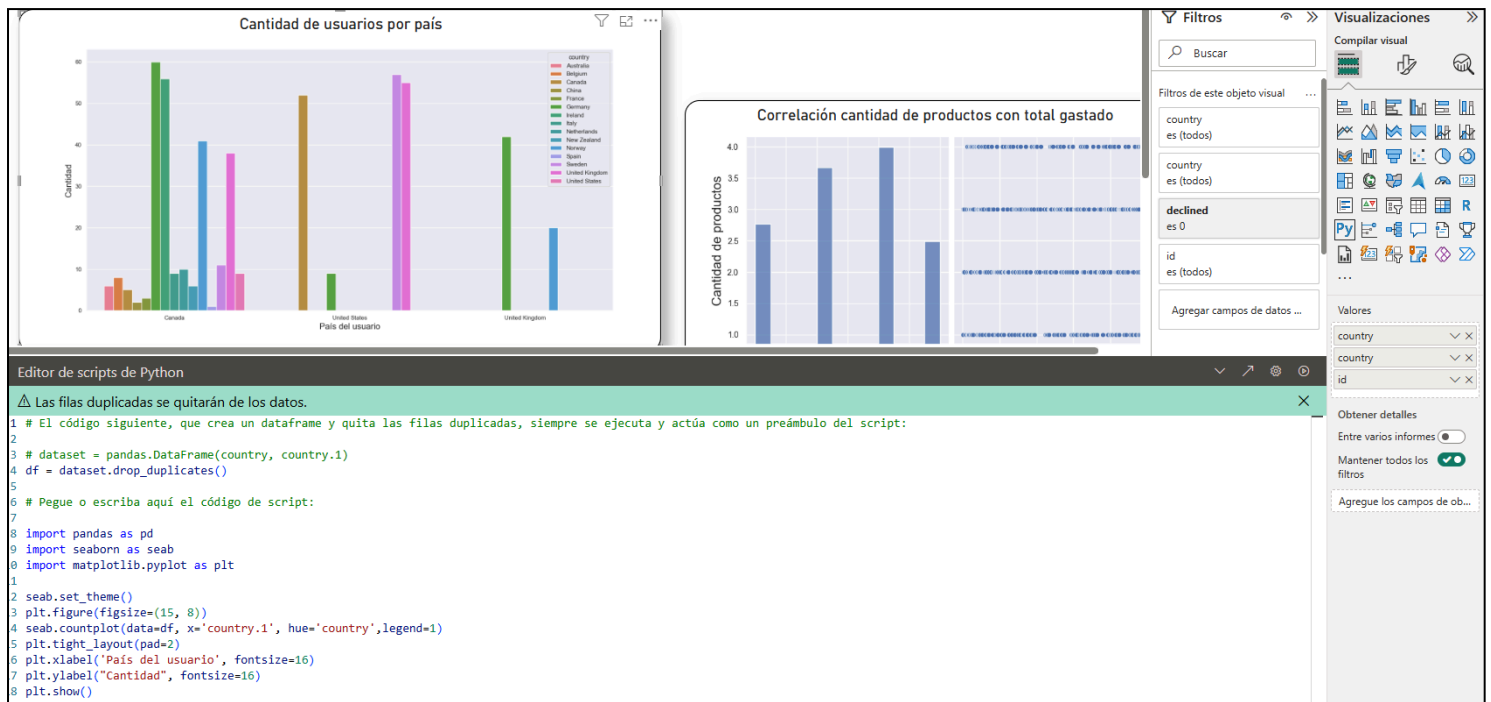 Cantidad de usuarios por país
60
50
40
30
20
10
0
Cantidad
country
Australia
Belgium
Canada
China
France
Germany
Ireland
Italy
Netherlands
New Zealand
Norway
Spain
Sweden
United Kingdom
United States
Canada
United States
United Kingdom
País del usuario
Correlación cantidad de productos con total gastado
Cantidad de productos
4.0
3.5
3.0
2.5
2.0
1.5
1.0
Filtros
Buscar
Filtros de este objeto visual
...
country
es (todos)
country
es (todos)
declined
es 0
id
es (todos)
Agregar campos de datos ...
Visualizaciones
Compilar visual
123
R
Py
...
Valores
country
country
id
Obtener detalles
Entre varios informes
Mantener todos los
filtros
Agregue los campos de ob...
Editor de scripts de Python
Las filas duplicadas se quitarán de los datos.
1 # El código siguiente, que crea un dataframe y quita las filas duplicadas, siempre se ejecuta y actúa como un preámbulo del script:
2
3 # dataset = pandas.DataFrame(country, country.1)
4 df = dataset.drop_duplicates()
5
6 # Pegue o escriba aquí el código de script:
7
8 import pandas as pd
9 import seaborn as seab
0 import matplotlib.pyplot as plt
1
2 seab.set_theme()
3 plt.figure(figsize=(15, 8))
4 seab.countplot(data=df, x='country.1', hue='country',legend=1)
5 plt.tight_layout(pad=2)
6 plt.xlabel('País del usuario', fontsize=16)
7 plt.ylabel("Cantidad", fontsize=16)
8 plt.show()